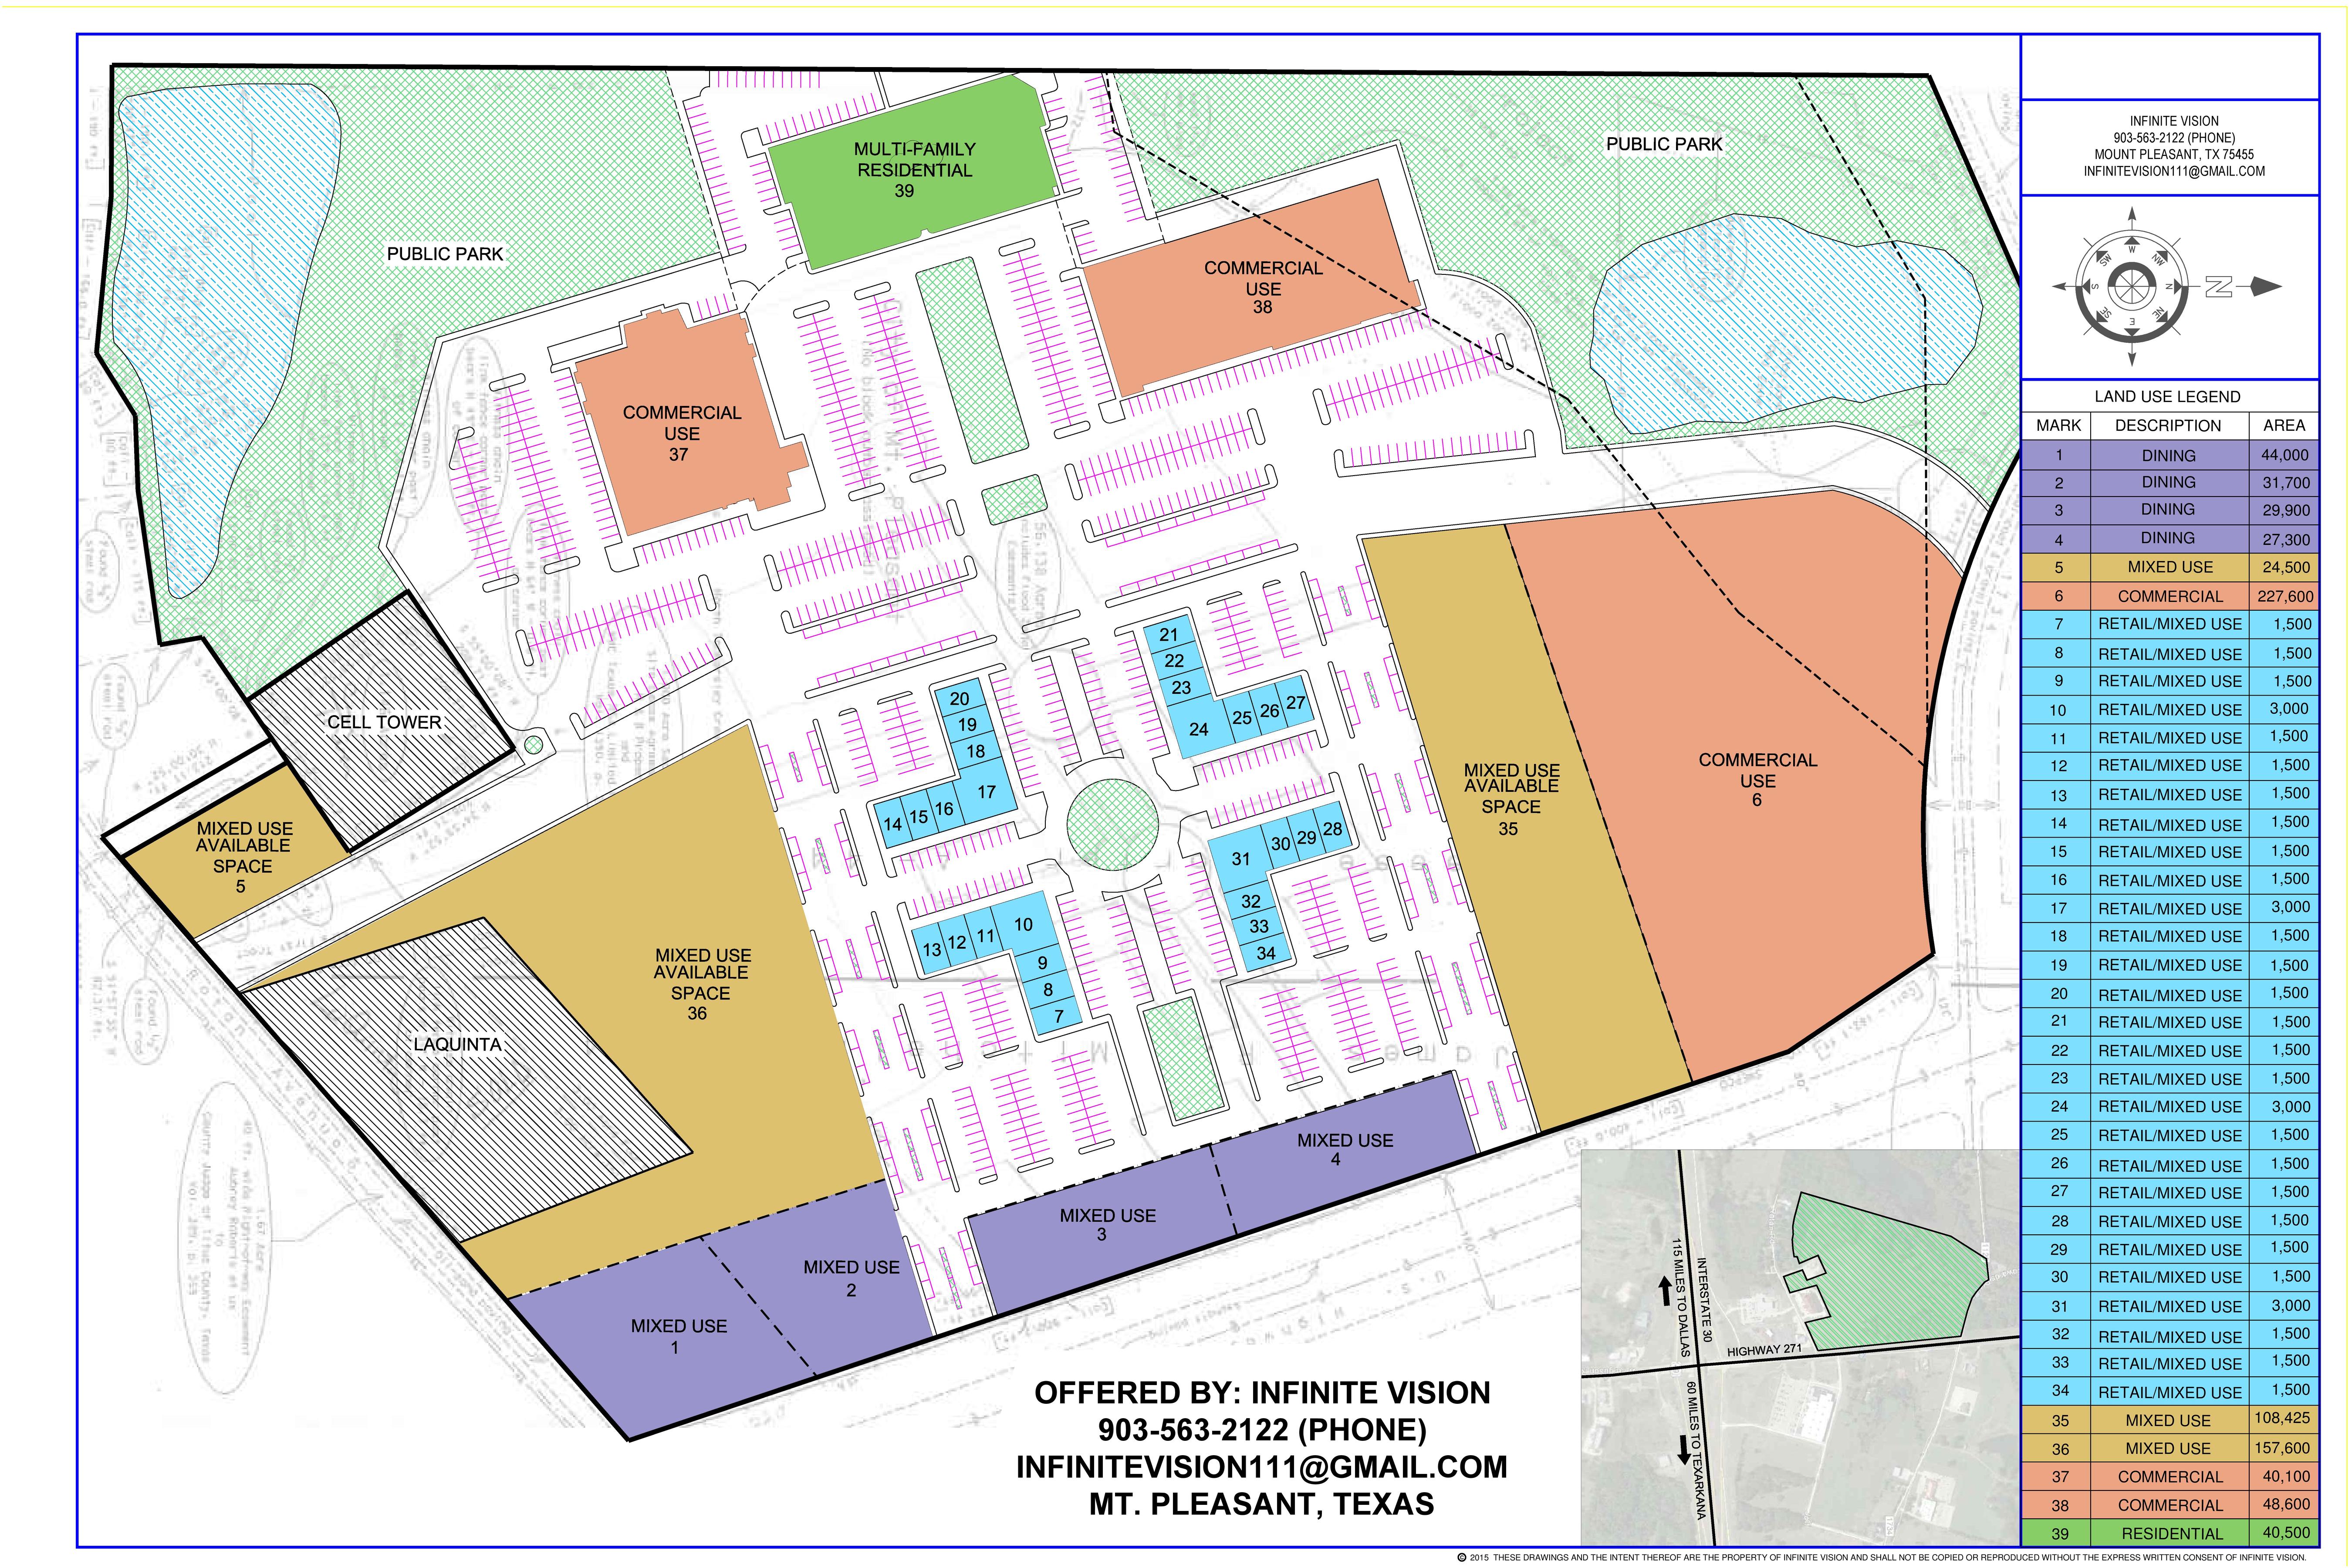 PUBLIC PARK
MULTI-FAMILY
RESIDENTIAL
39
PUBLIC PARK
COMMERCIAL
USE
38
COMMERCIAL
USE
37
CELL TOWER
MIXED USE
AVAILABLE
SPACE
5
LAQUINTA
MIXED USE
AVAILABLE
SPACE
36
20
19
18
17
14 15 16
21
22
23
24 25 26 27
13 12 11 10
9
8
7
31 30 29 28
32
33
34
MIXED USE
AVAILABLE
SPACE
35
COMMERCIAL
USE
6
MIXED USE
1
MIXED USE
2
MIXED USE
3
MIXED USE
4
OFFERED BY: INFINITE VISION
903-563-2122 (PHONE)
INFINITEVISION111@GMAIL.COM
MT. PLEASANT, TEXAS
115 MILES TO DALLAS
INTERSTATE 30
HIGHWAY 271
60 MILES TO TEXARKANA
INFINITE VISION
903-563-2122 (PHONE)
MOUNT PLEASANT, TX 75455
INFINITEVISION111@GMAIL.COM
W
SW NW
S N
SE NE
E
N
LAND USE LEGEND
MARK DESCRIPTION AREA
1 DINING 44,000
2 DINING 31,700
3 DINING 29,900
4 DINING 27,300
5 MIXED USE 24,500
6 COMMERCIAL 227,600
7 RETAIL/MIXED USE 1,500
8 RETAIL/MIXED USE 1,500
9 RETAIL/MIXED USE 1,500
10 RETAIL/MIXED USE 3,000
11 RETAIL/MIXED USE 1,500
12 RETAIL/MIXED USE 1,500
13 RETAIL/MIXED USE 1,500
14 RETAIL/MIXED USE 1,500
15 RETAIL/MIXED USE 1,500
16 RETAIL/MIXED USE 1,500
17 RETAIL/MIXED USE 3,000
18 RETAIL/MIXED USE 1,500
19 RETAIL/MIXED USE 1,500
20 RETAIL/MIXED USE 1,500
21 RETAIL/MIXED USE 1,500
22 RETAIL/MIXED USE 1,500
23 RETAIL/MIXED USE 1,500
24 RETAIL/MIXED USE 3,000
25 RETAIL/MIXED USE 1,500
26 RETAIL/MIXED USE 1,500
27 RETAIL/MIXED USE 1,500
28 RETAIL/MIXED USE 1,500
29 RETAIL/MIXED USE 1,500
30 RETAIL/MIXED USE 1,500
31 RETAIL/MIXED USE 3,000
32 RETAIL/MIXED USE 1,500
33 RETAIL/MIXED USE 1,500
34 RETAIL/MIXED USE 1,500
35 MIXED USE 108,425
36 MIXED USE 157,600
37 COMMERCIAL 40,100
38 COMMERCIAL 48,600
39 RESIDENTIAL 40,500
© 2015 THESE DRAWINGS AND THE INTENT THEREOF ARE THE PROPERTY OF INFINITE VISION AND SHALL NOT BE COPIED OR REPRODUCED WITHOUT THE EXPRESS WRITTEN CONSENT OF INFINITE VISION.